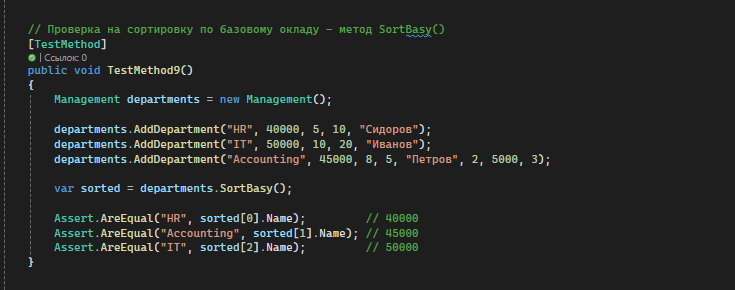 // Проверка на сортировку по базовому окладу – метод SortBasy()
[TestMethod]
| Ссылок: 0
public void TestMethod9()
{
Management departments = new Management();
departments.AddDepartment("HR", 40000, 5, 10, "Сидоров");
departments.AddDepartment("IT", 50000, 10, 20, "Иванов");
departments.AddDepartment("Accounting", 45000, 8, 5, "Петров", 2, 5000, 3);
var sorted = departments.SortBasy();
Assert.AreEqual("HR", sorted[0].Name); // 40000
Assert.AreEqual("Accounting", sorted[1].Name); // 45000
Assert.AreEqual("IT", sorted[2].Name); // 50000
}